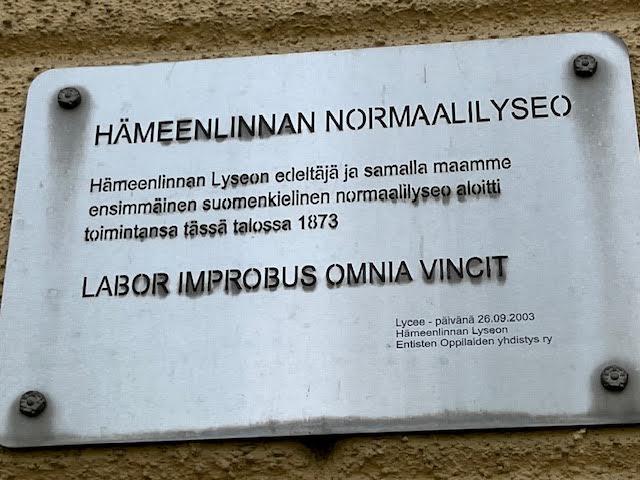 HÄMEENLINNAN NORMAALILYSEO
Hämeenlinnan Lyseon edeltäjä ja samalla maamme
ensimmäinen suomenkielinen normaalilyseo aloitti
toimintansa tässä talossa 1873
LABOR IMPROBUS OMNIA VINCIT
Lycee - päivänä 26.09.2003
Hämeenlinnan Lyseon
Entisten Oppilaiden yhdistys ry